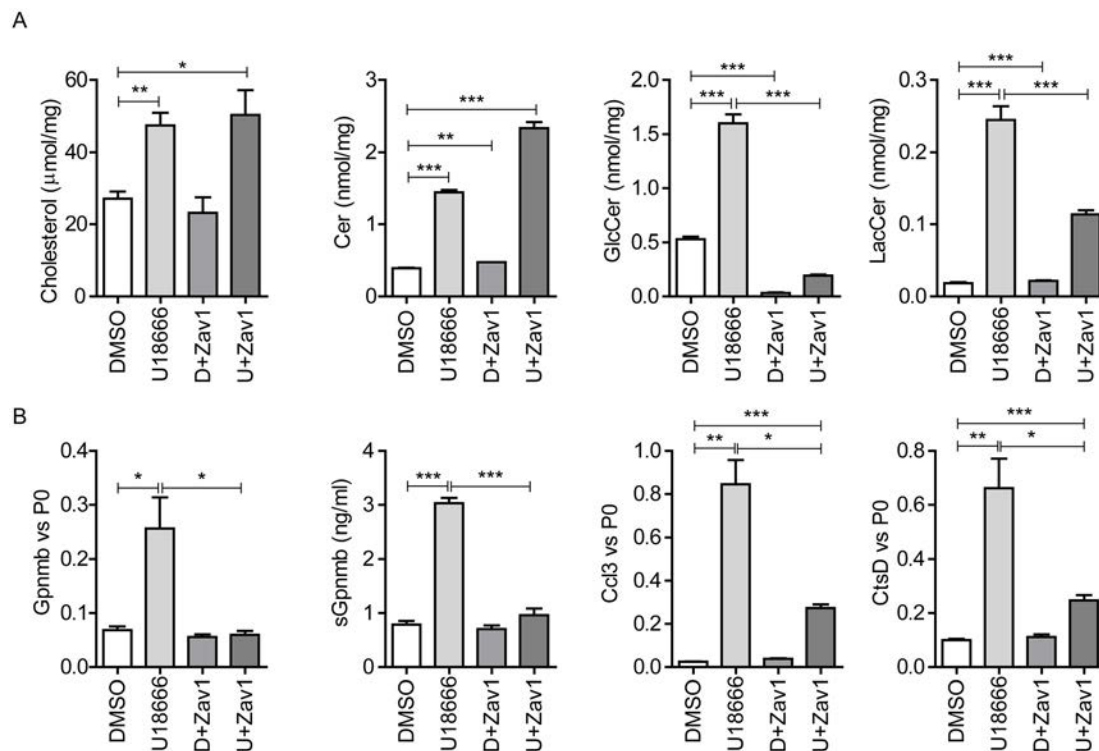 A
Cholesterol (μmol/mg)
60
40
20
0
*
**
DMSO
U18666
D+Zav1
U+Zav1
Cer (nmol/mg)
3
2
1
0
***
**
***
DMSO
U18666
D+Zav1
U+Zav1
GlcCer (nmol/mg)
2.0
1.5
1.0
0.5
0.0
***
*** ***
DMSO
U18666
D+Zav1
U+Zav1
LacCer (nmol/mg)
0.3
0.2
0.1
0.0
***
*** ***
DMSO
U18666
D+Zav1
U+Zav1
B
Gpnmb vs P0
0.4
0.3
0.2
0.1
0.0
* *
DMSO
U18666
D+Zav1
U+Zav1
sGpnmb (ng/ml)
4
3
2
1
0
*** ***
DMSO
U18666
D+Zav1
U+Zav1
Ccl3 vs P0
1.0
0.8
0.6
0.4
0.2
0.0
***
** *
DMSO
U18666
D+Zav1
U+Zav1
CtsD vs P0
0.8
0.6
0.4
0.2
0.0
***
** *
DMSO
U18666
D+Zav1
U+Zav1